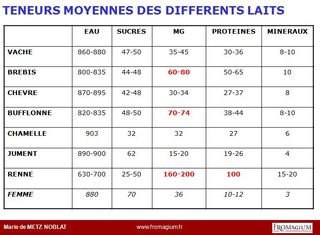 TENEURS MOYENNES DES DIFFERENTS LAITS
EAU SUCRES MG PROTEINES MINERAUX
VACHE 860-880 47-50 35-45 30-36 8-10
BREBIS 800-835 44-48 60-80 50-65 10
CHEVRE 870-895 42-48 30-34 27-37 8
BUFFLONNE 820-835 48-50 70-74 38-44 8-10
CHAMELLE 903 32 32 27 6
JUMENT 890-900 62 15-20 19-26 4
RENNE 630-700 25-50 160-200 100 15-20
FEMME 880 70 36 10-12 3
Marie de METZ NOBLAT www.fromagium.fr FROMAGIUM